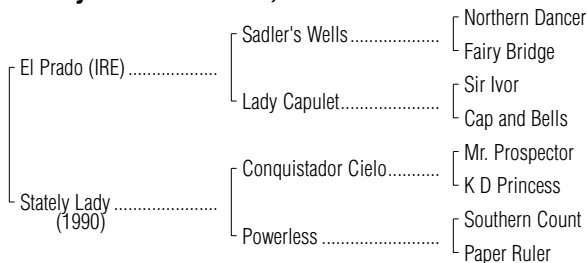 Northern Dancer
Sadler's Wells ..................
Fairy Bridge
El Prado (IRE) ...................
Sir Ivor
Lady Capulet.....................
Cap and Bells
Mr. Prospector
Conquistador Cielo...........
K D Princess
Stately Lady ......................
(1990)
Southern Count
Powerless .........................
Paper Ruler